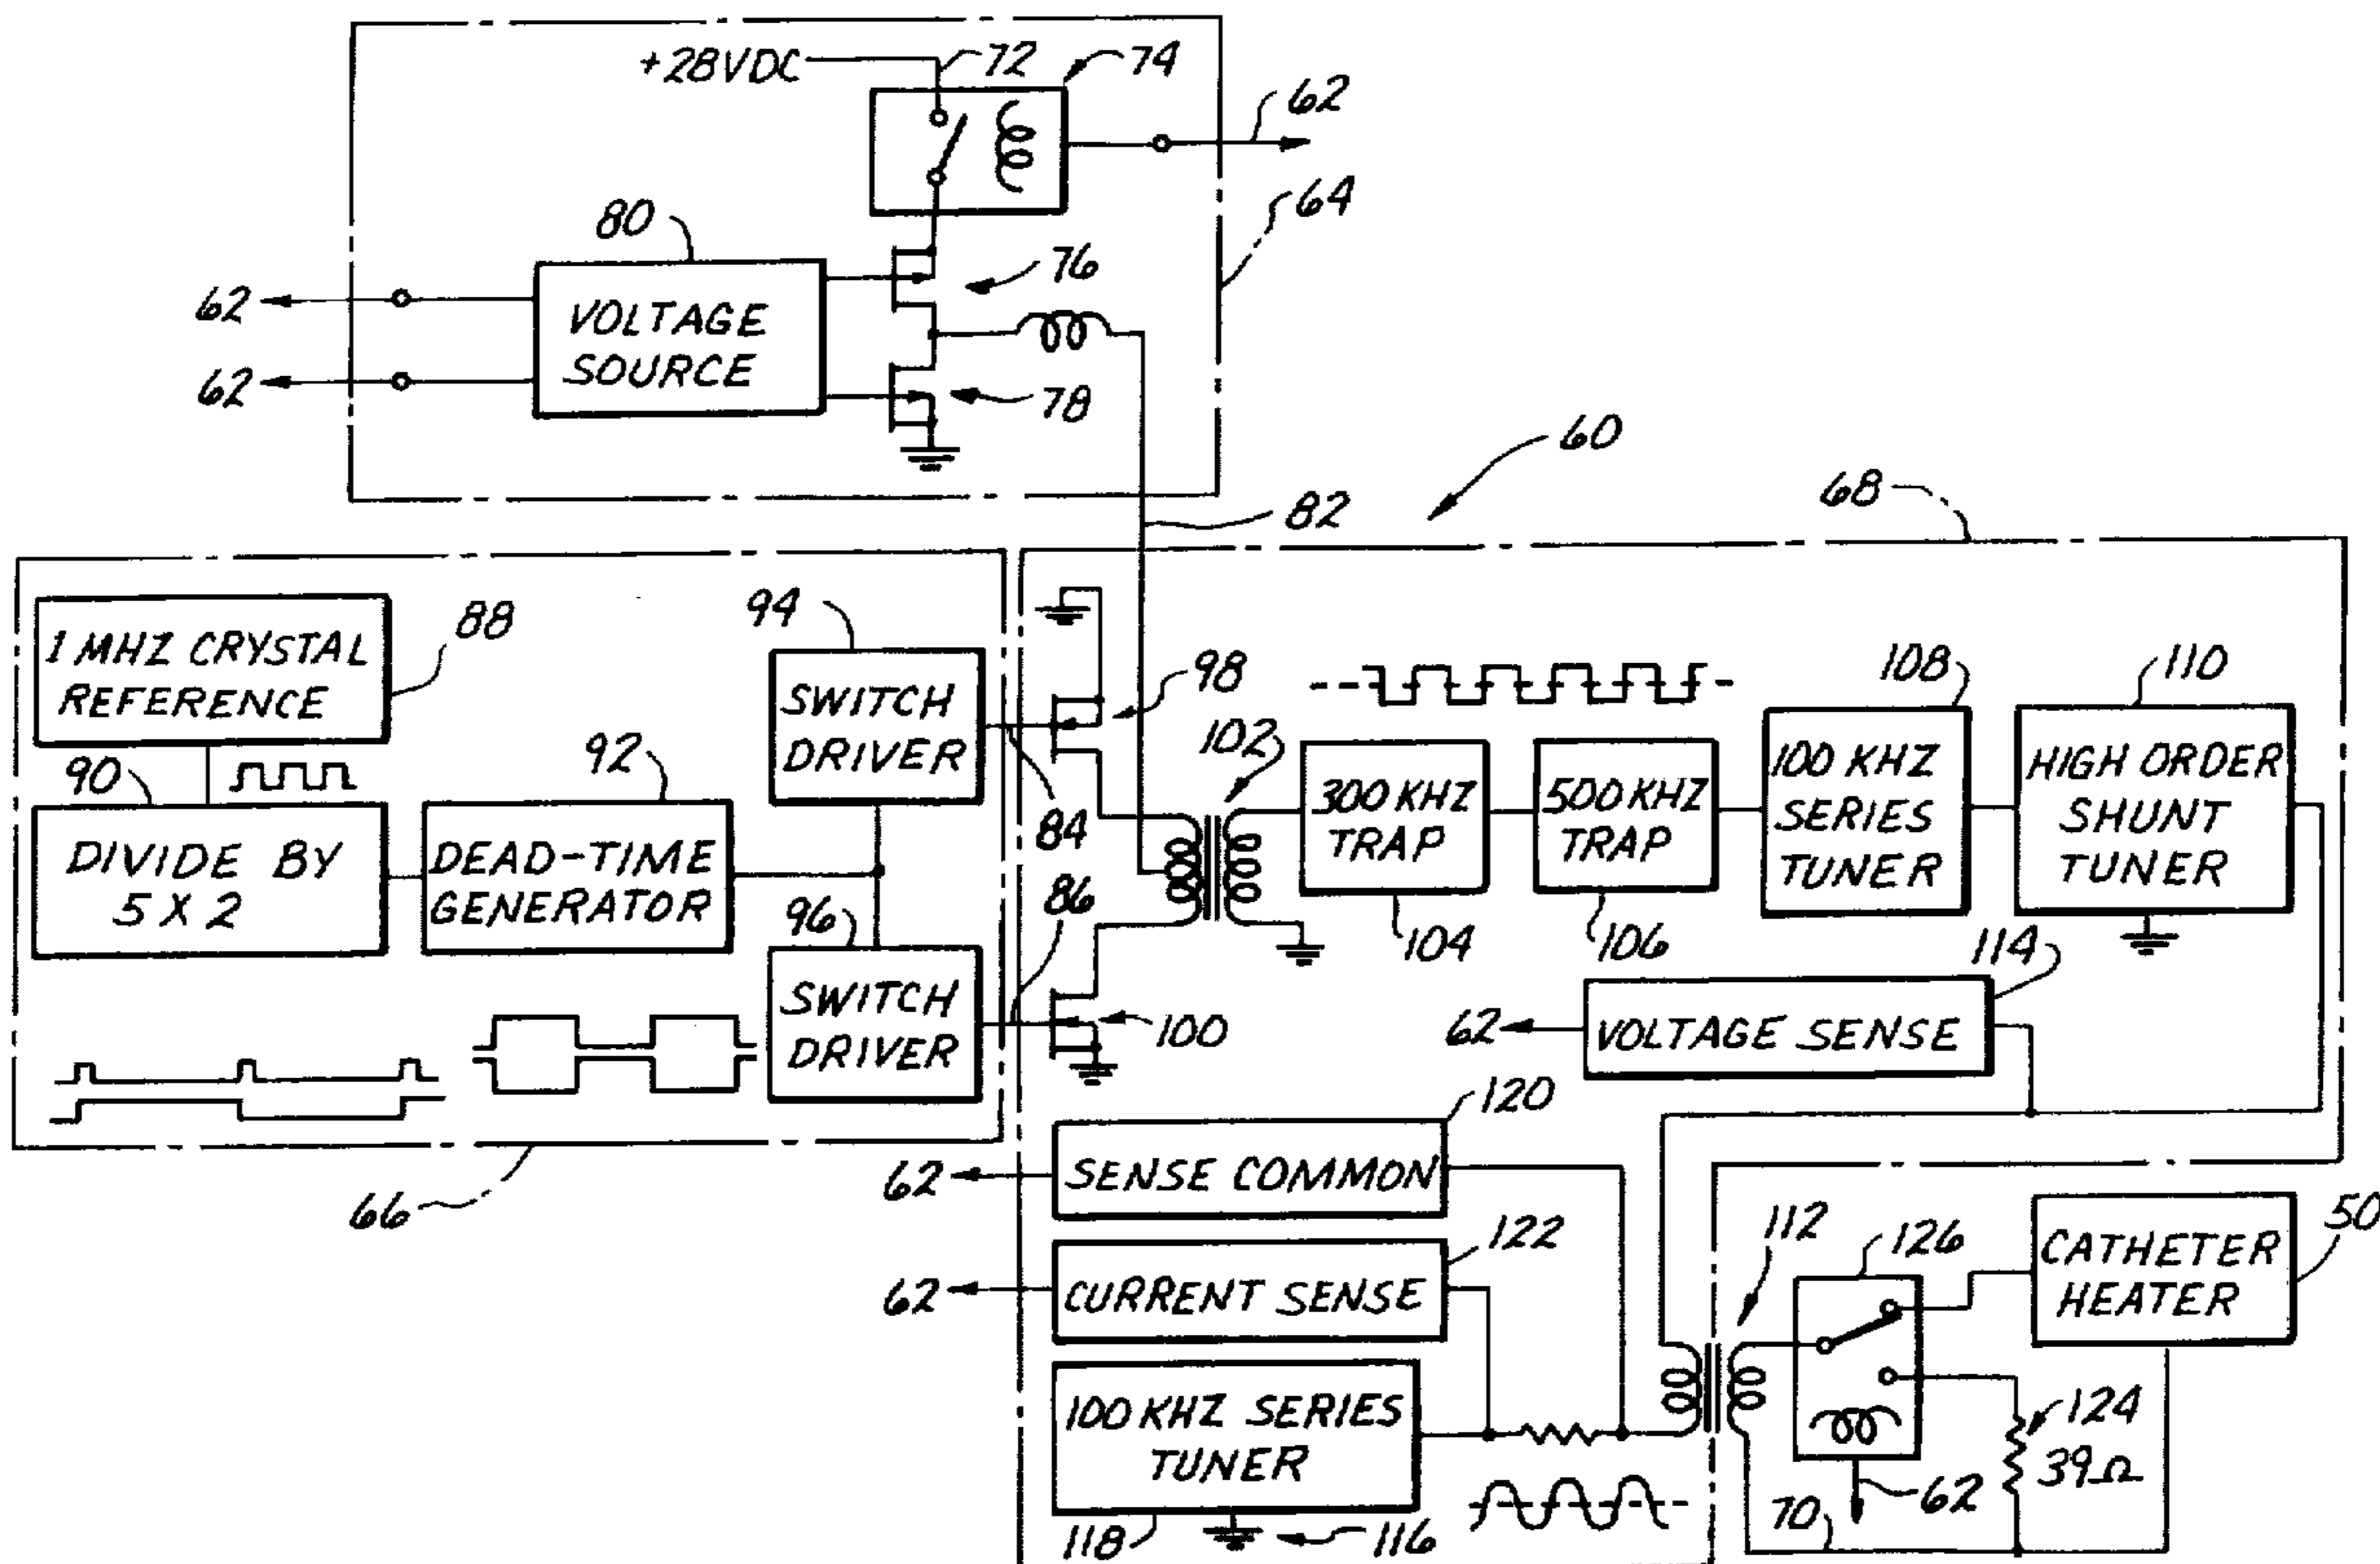 +28VDC
72
74
62
64
80
62
VOLTAGE
SOURCE
76
62
78
60
82
68
1 MHZ CRYSTAL
REFERENCE
88
94
SWITCH
DRIVER
98
108
110
90
92
102
84
DIVIDE BY
5 X 2
DEAD-TIME
GENERATOR
300 KHZ
TRAP
500 KHZ
TRAP
100 KHZ
SERIES
TUNER
HIGH ORDER
SHUNT
TUNER
96
86
104
106
114
SWITCH
DRIVER
100
62
VOLTAGE SENSE
66
120
62
SENSE COMMON
122
62
CURRENT SENSE
112
126
50
CATHETER
HEATER
100 KHZ SERIES
TUNER
124
39Ω
62
70
118
116